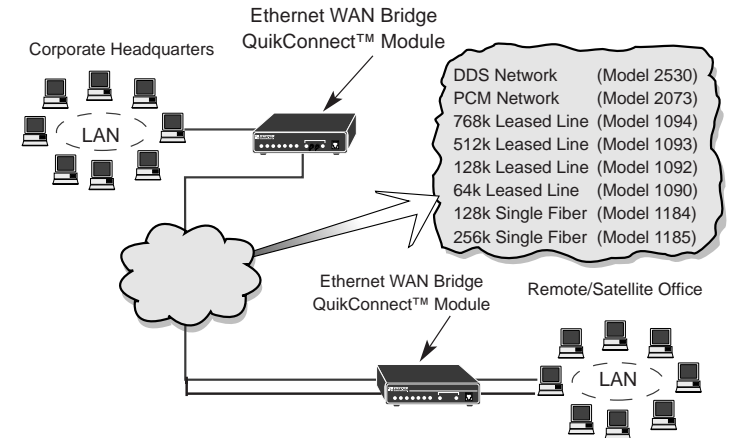 Ethernet WAN Bridge
QuikConnect™ Module
Corporate Headquarters
LAN
DDS Network (Model 2530)
PCM Network (Model 2073)
768k Leased Line (Model 1094)
512k Leased Line (Model 1093)
128k Leased Line (Model 1092)
64k Leased Line (Model 1090)
128k Single Fiber (Model 1184)
256k Single Fiber (Model 1185)
Ethernet WAN Bridge
QuikConnect™ Module
Remote/Satellite Office
LAN